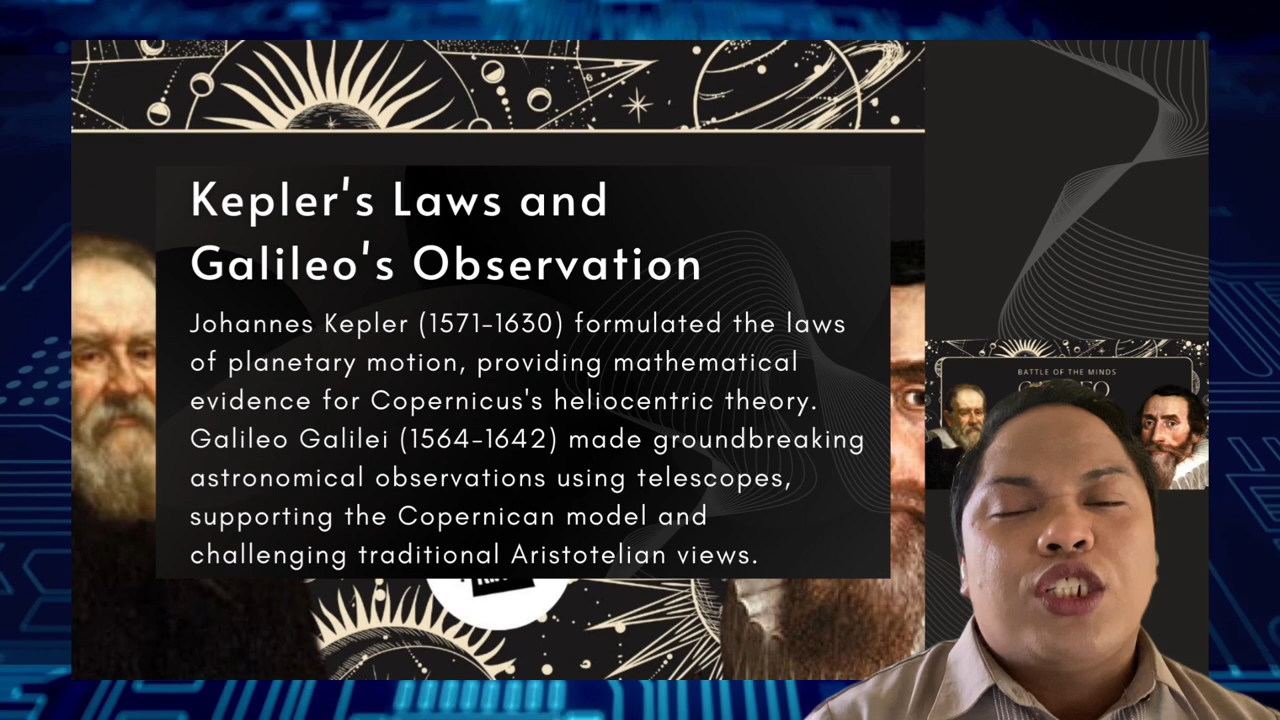 Kepler's Laws and
Galileo's Observation
Johannes Kepler (1571-1630) formulated the laws
of planetary motion, providing mathematical
evidence for Copernicus's heliocentric theory.
Galileo Galilei (1564-1642) made groundbreaking
astronomical observations using telescopes,
supporting the Copernican model and
challenging traditional Aristotelian views.
BATTLE OF THE MINDS